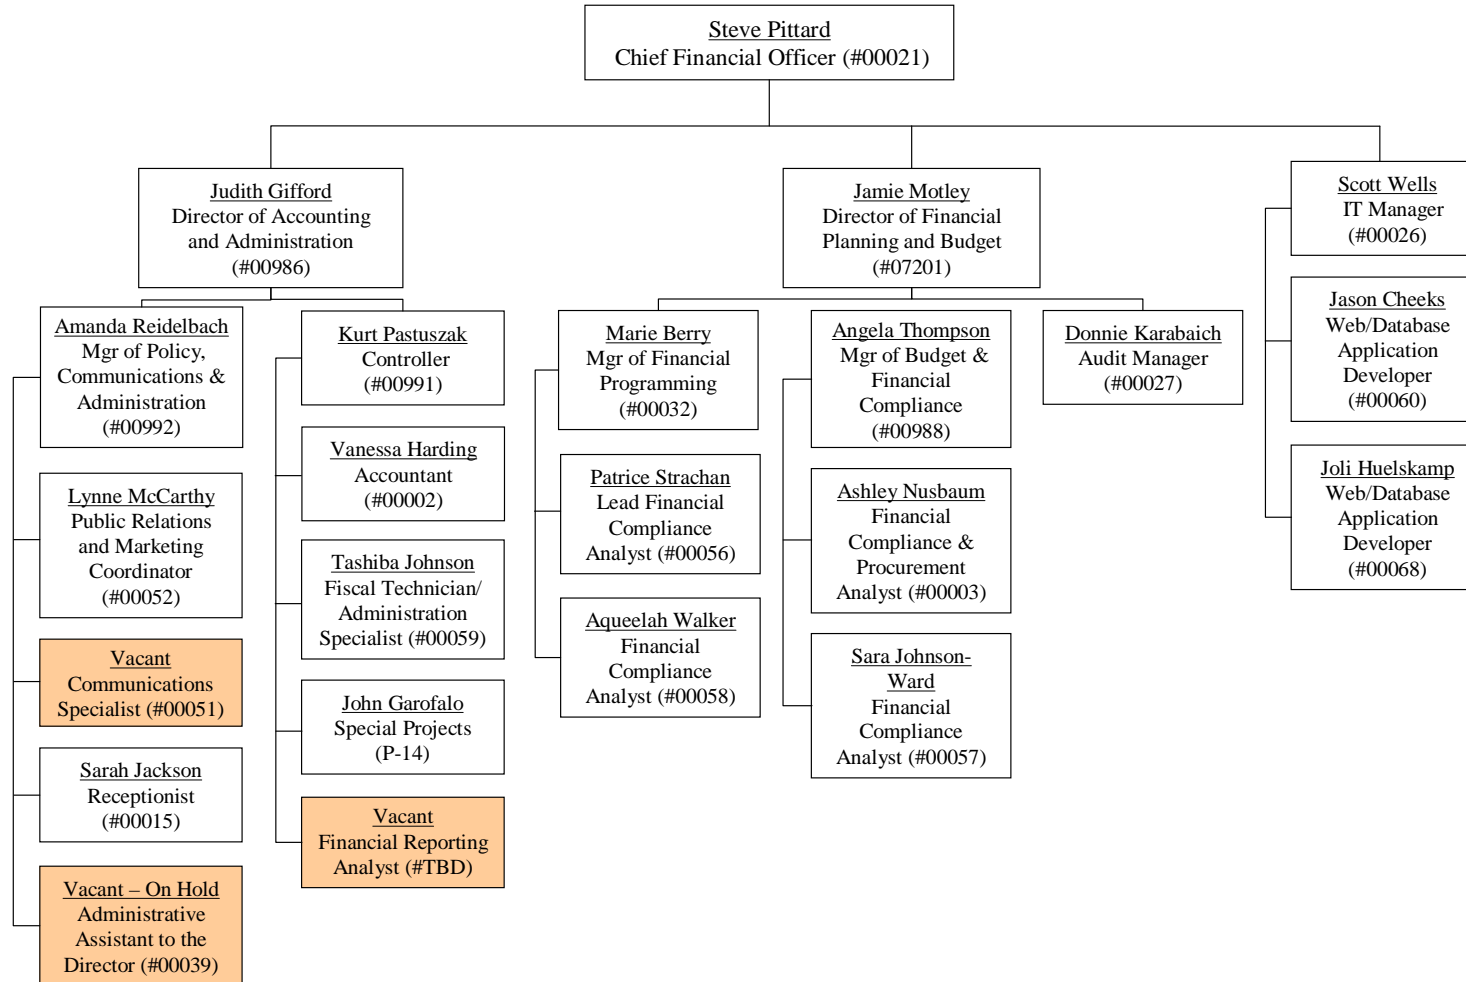 Steve Pittard
Chief Financial Officer (#00021)
Judith Gifford
Director of Accounting
and Administration
(#00986)
Jamie Motley
Director of Financial
Planning and Budget
(#07201)
Scott Wells
IT Manager
(#00026)
Amanda Reidelbach
Mgr of Policy,
Communications &
Administration
(#00992)
Lynne McCarthy
Public Relations
and Marketing
Coordinator
(#00052)
Vacant
Communications
Specialist (#00051)
Sarah Jackson
Receptionist
(#00015)
Vacant – On Hold
Administrative
Assistant to the
Director (#00039)
Kurt Pastuszak
Controller
(#00991)
Vanessa Harding
Accountant
(#00002)
Tashiba Johnson
Fiscal Technician/
Administration
Specialist (#00059)
John Garofalo
Special Projects
(P-14)
Vacant
Financial Reporting
Analyst (#TBD)
Marie Berry
Mgr of Financial
Programming
(#00032)
Patrice Strachan
Lead Financial
Compliance
Analyst (#00056)
Aqueelah Walker
Financial
Compliance
Analyst (#00058)
Angela Thompson
Mgr of Budget &
Financial
Compliance
(#00988)
Ashley Nusbaum
Financial
Compliance &
Procurement
Analyst (#00003)
Sara Johnson-
Ward
Financial
Compliance
Analyst (#00057)
Donnie Karabaich
Audit Manager
(#00027)
Jason Cheeks
Web/Database
Application
Developer
(#00060)
Joli Huelskamp
Web/Database
Application
Developer
(#00068)